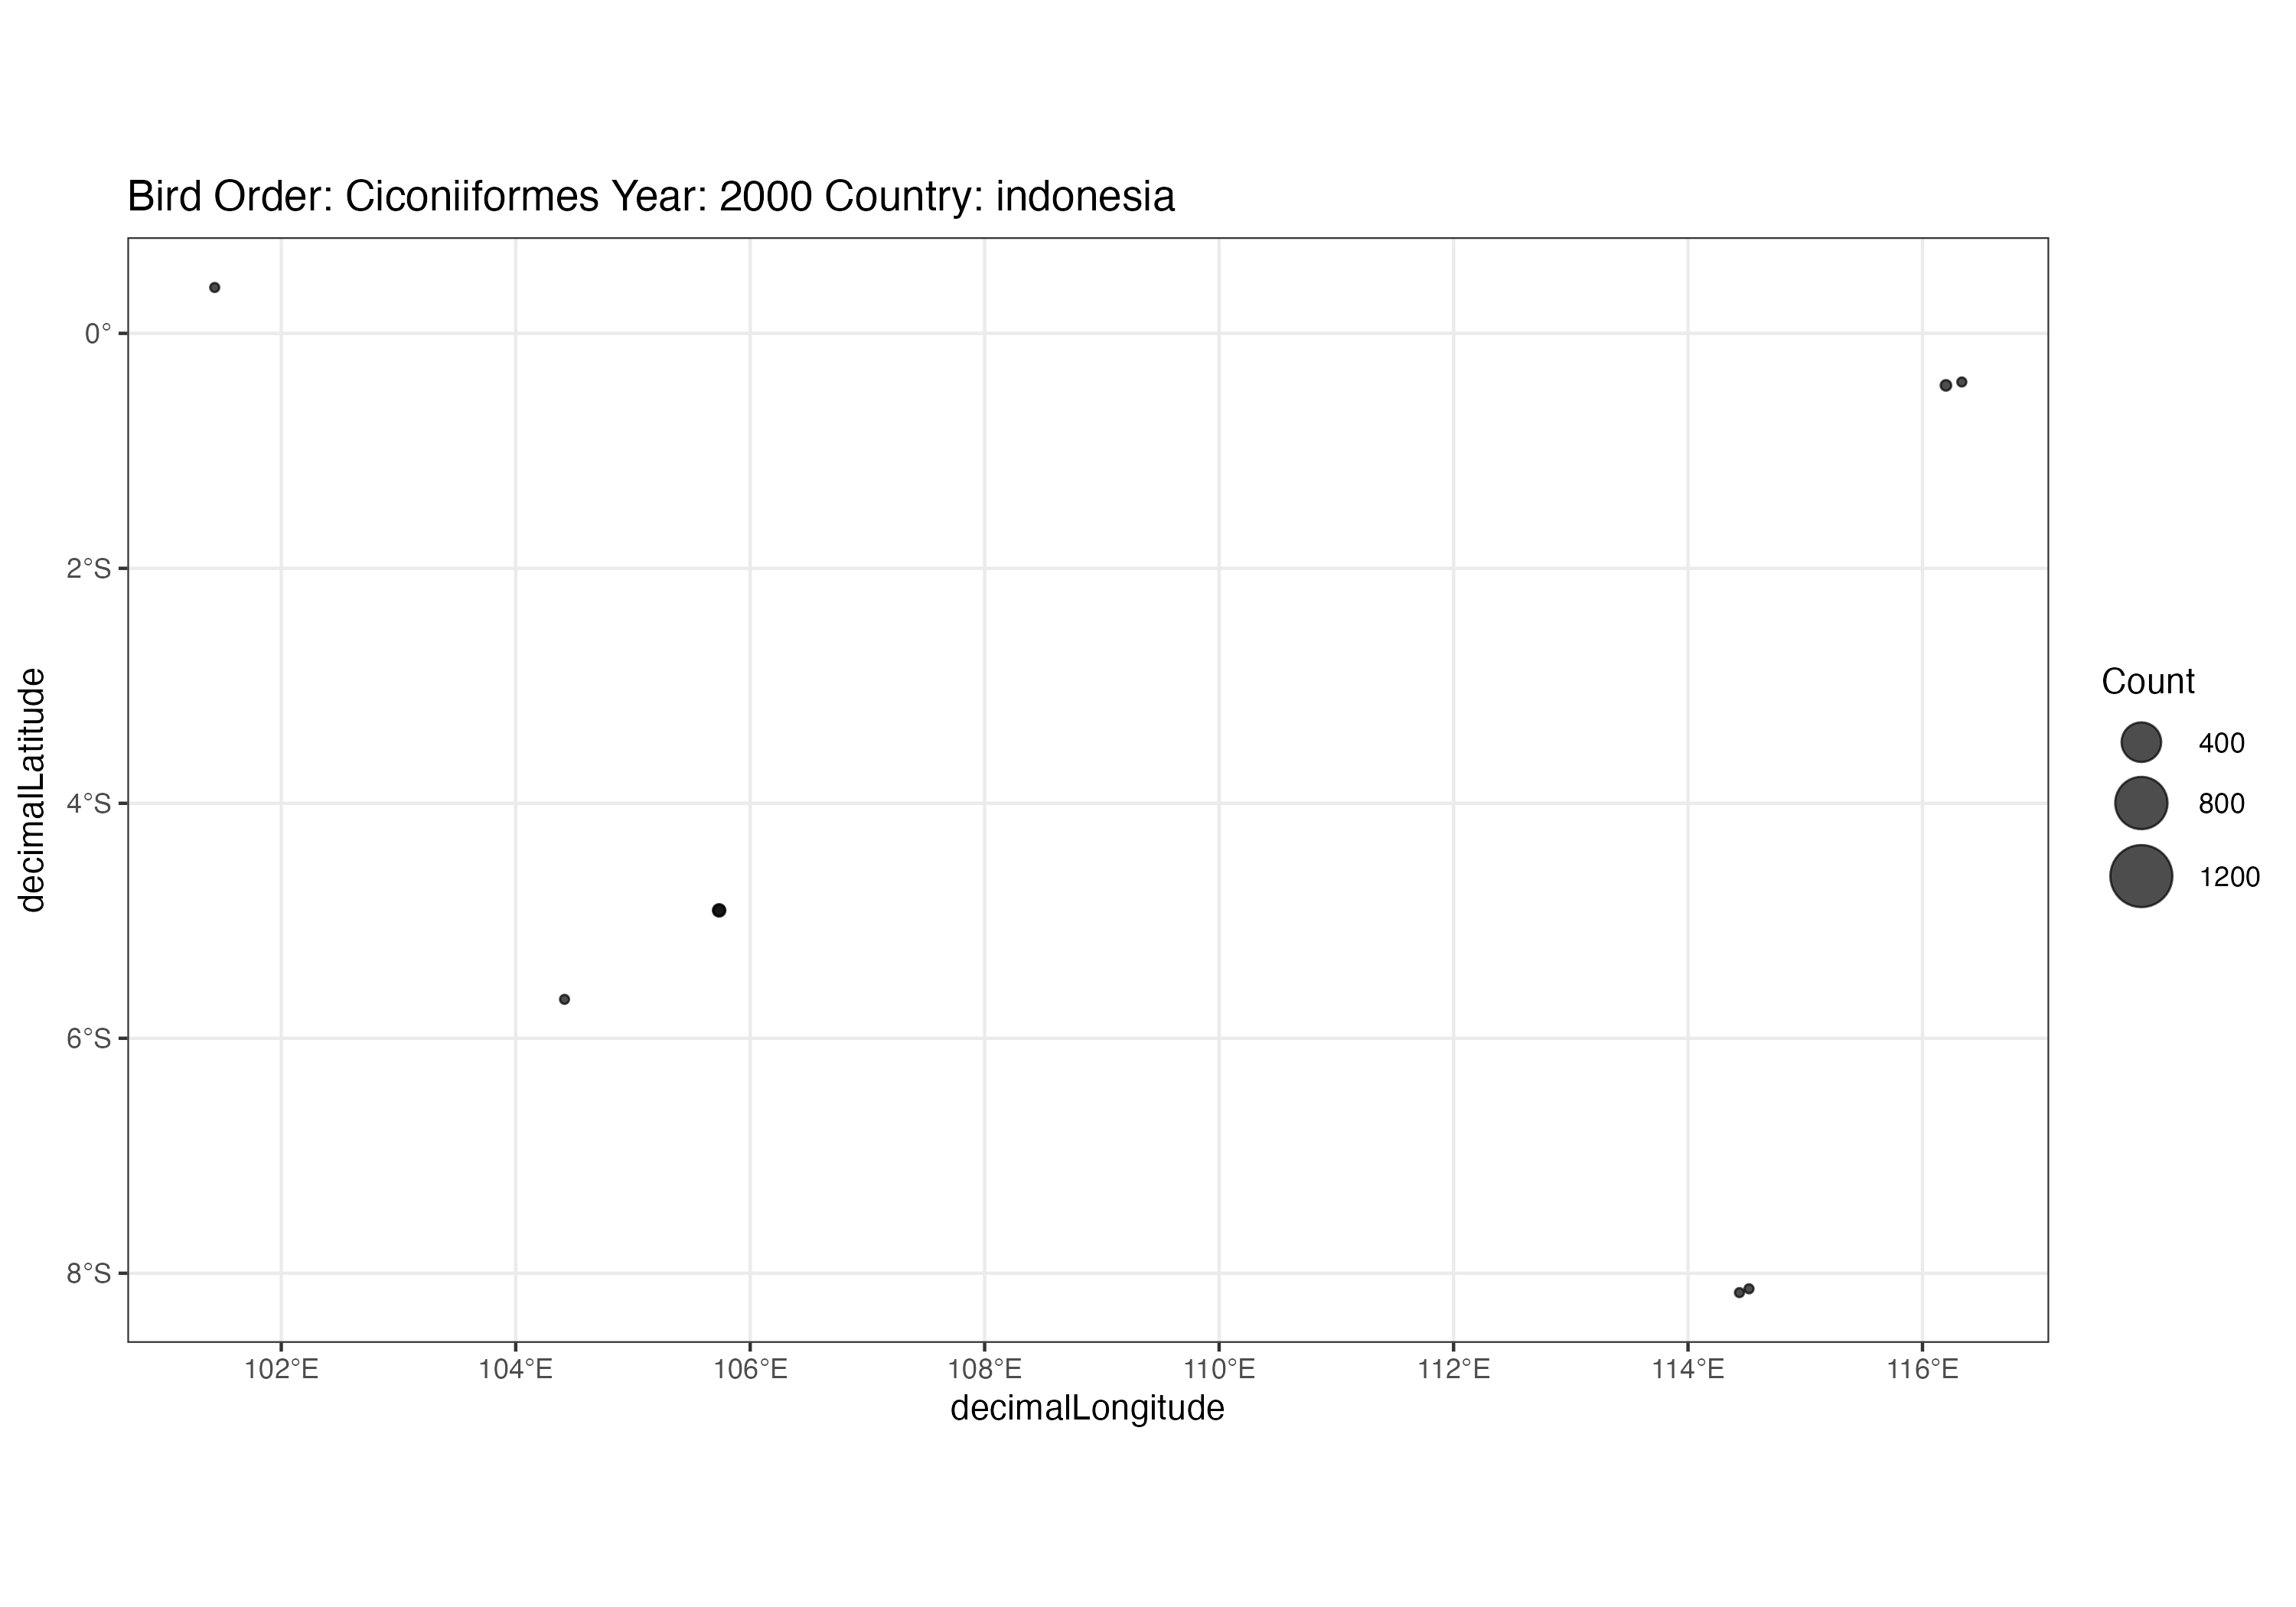 Bird Order: Ciconiiformes Year: 2000 Country: indonesia
0°
2°S
4°S
6°S
8°S
decimalLatitude
102°E 104°E 106°E 108°E 110°E 112°E 114°E 116°E
decimalLongitude
Count
400
800
1200